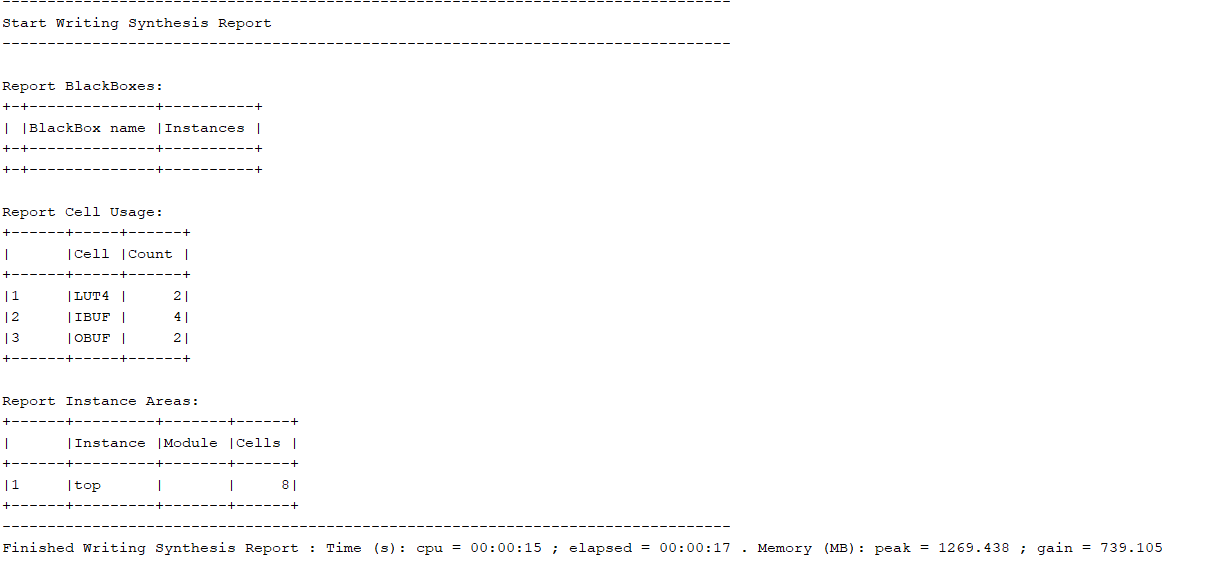 ---------------------------------------------------------------------------------
Start Writing Synthesis Report
---------------------------------------------------------------------------------

Report BlackBoxes: 
+-+--------------+----------+
| |BlackBox name |Instances |
+-+--------------+----------+
+-+--------------+----------+

Report Cell Usage: 
+------+-----+------+
|      |Cell |Count |
+------+-----+------+
|1     |LUT4 |     2|
|2     |IBUF |     4|
|3     |OBUF |     2|
+------+-----+------+

Report Instance Areas: 
+------+---------+-------+------+
|      |Instance |Module |Cells |
+------+---------+-------+------+
|1     |top      |       |     8|
+------+---------+-------+------+
---------------------------------------------------------------------------------
Finished Writing Synthesis Report : Time (s): cpu = 00:00:15 ; elapsed = 00:00:17 . Memory (MB): peak = 1269.438 ; gain = 739.105